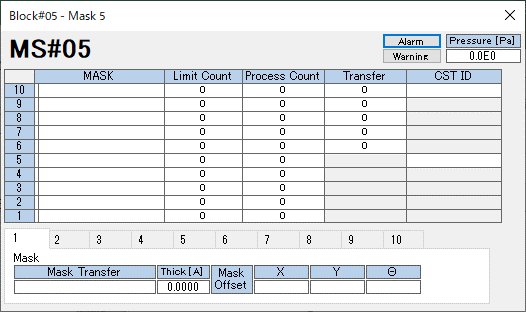 Block#05 - Mask 5
MS#05
Alarm
Pressure [Pa]
Warning
0.0E0
MASK Limit Count Process Count Transfer CST ID
10 0 0 0
9 0 0 0
8 0 0 0
7 0 0 0
6 0 0 0
5 0 0
4 0 0
3 0 0
2 0 0
1 0 0
1 2 3 4 5 6 7 8 9 10
Mask
Mask Transfer Thick [A] Mask Offset X Y Θ
0.0000